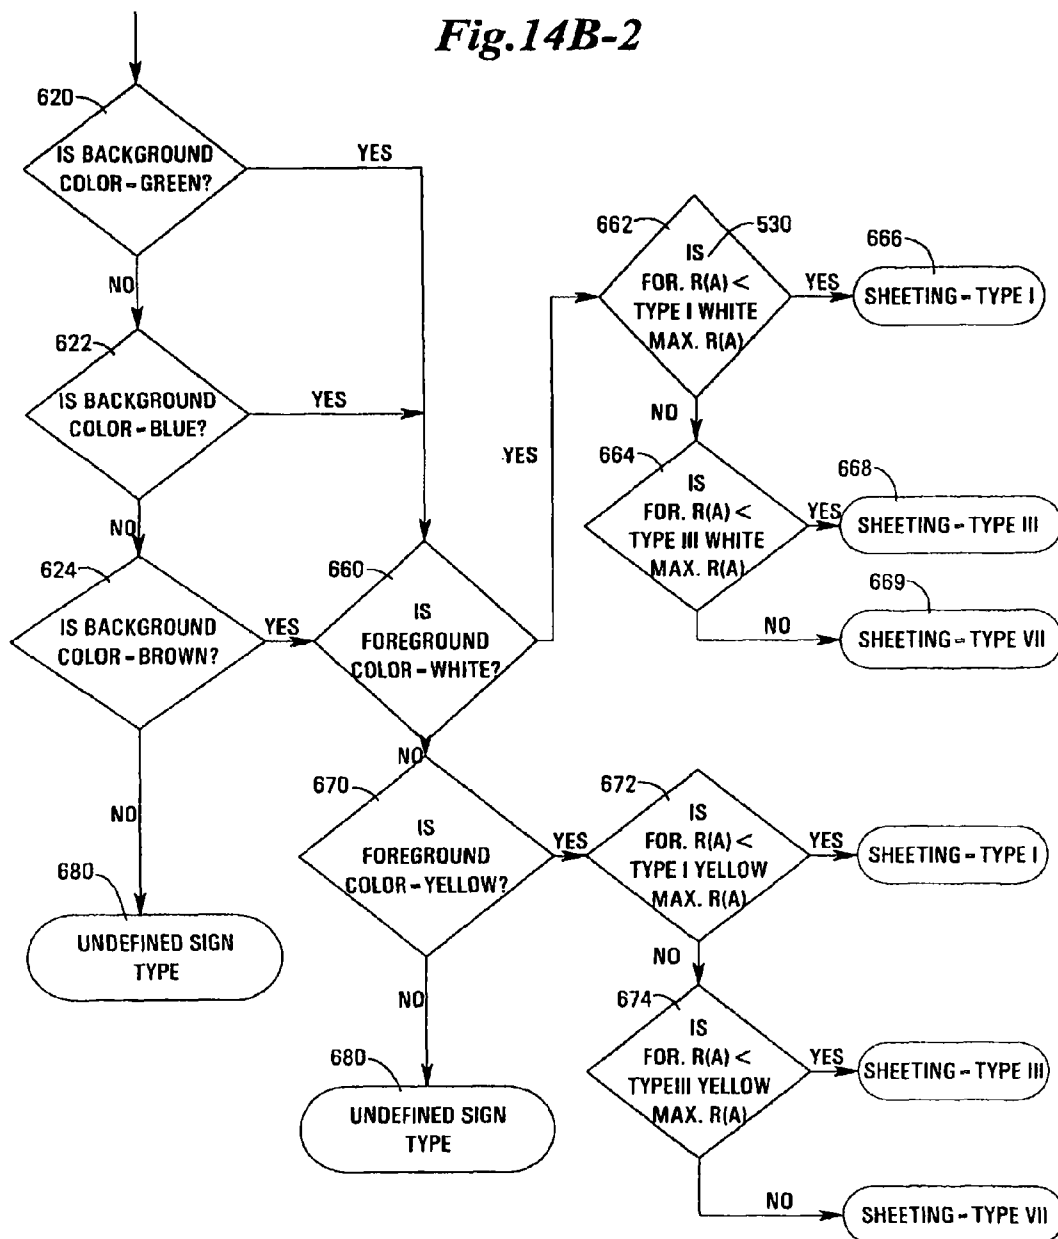 Fig.14B-2
620
IS BACKGROUND
COLOR-GREEN?
YES
NO
622
IS BACKGROUND
COLOR-BLUE?
YES
NO
624
IS BACKGROUND
COLOR-BROWN?
YES
NO
680
UNDEFINED SIGN
TYPE
660
IS
FOREGROUND
COLOR-WHITE?
YES
NO
662
530
IS
FOR. R(A) <
TYPE I WHITE
MAX. R(A)
YES
666
SHEETING-TYPE I
NO
664
IS
FOR. R(A) <
TYPE III WHITE
MAX. R(A)
YES
668
SHEETING-TYPE III
NO
669
SHEETING-TYPE VII
670
IS
FOREGROUND
COLOR-YELLOW?
YES
NO
680
UNDEFINED SIGN
TYPE
672
IS
FOR. R(A) <
TYPE I YELLOW
MAX. R(A)
YES
SHEETING-TYPE I
NO
674
IS
FOR. R(A) <
TYPEIII YELLOW
MAX. R(A)
YES
SHEETING-TYPE III
NO
SHEETING-TYPE VII